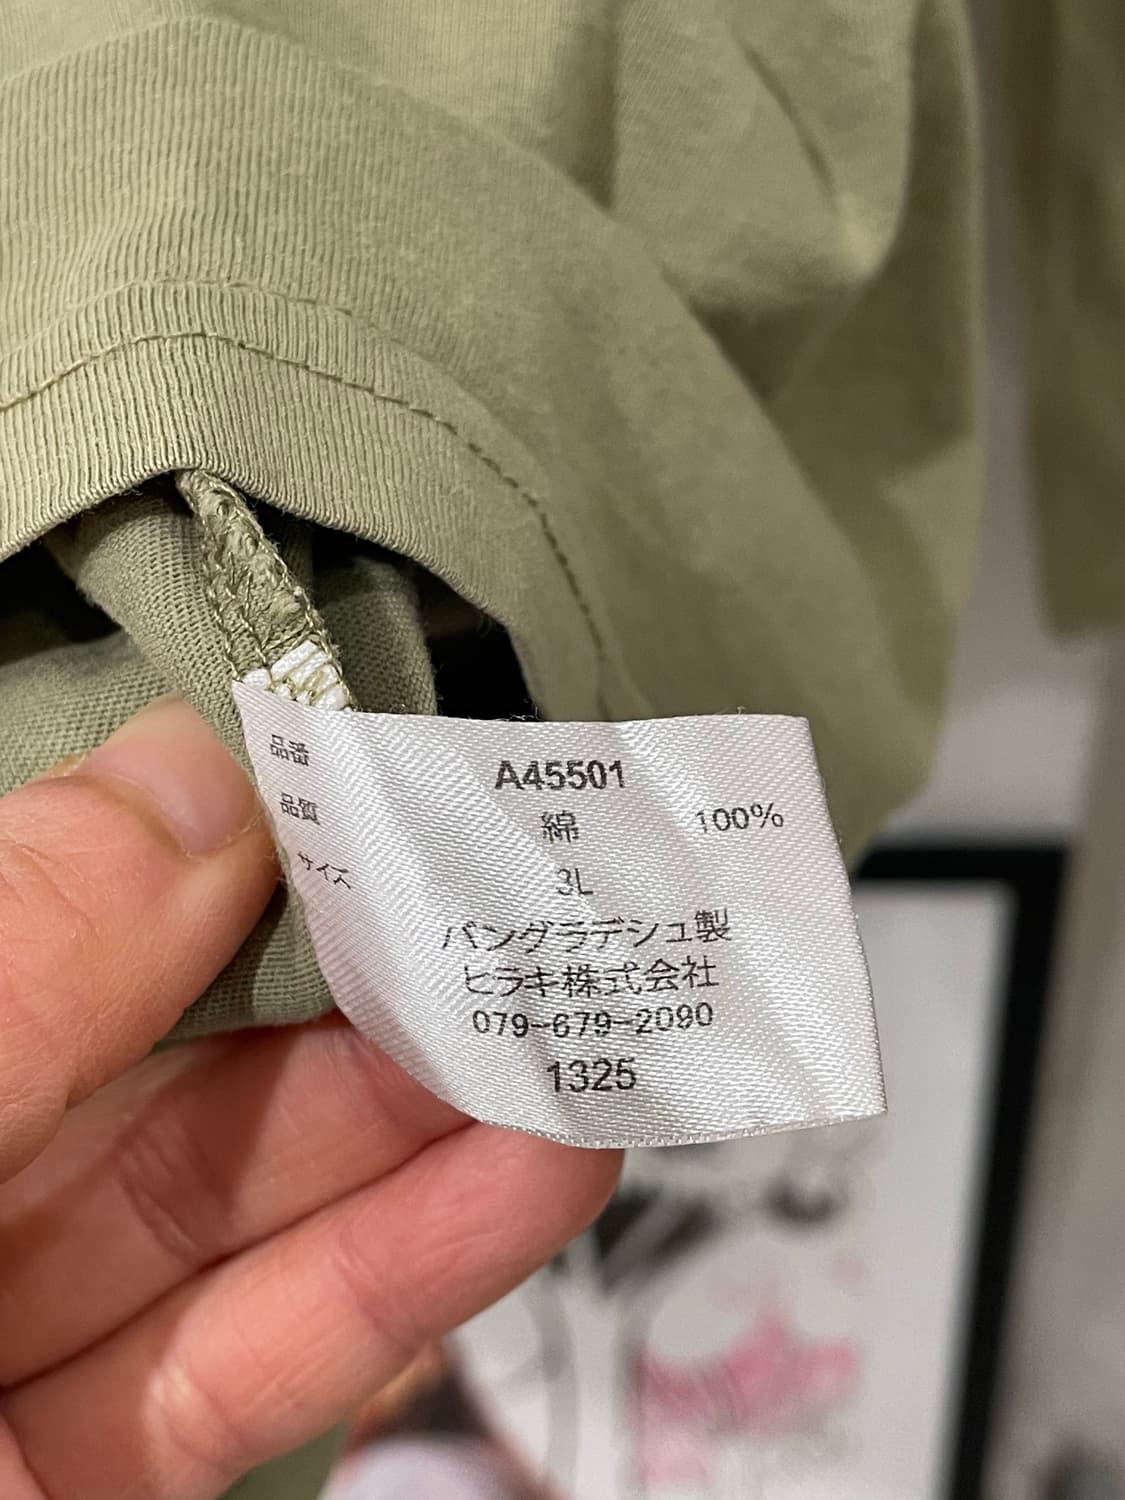 品番 A45501
品質 綿 100%
サイズ 3L
バングラデシュ製
ヒラキ株式会社
079-679-2090
1325